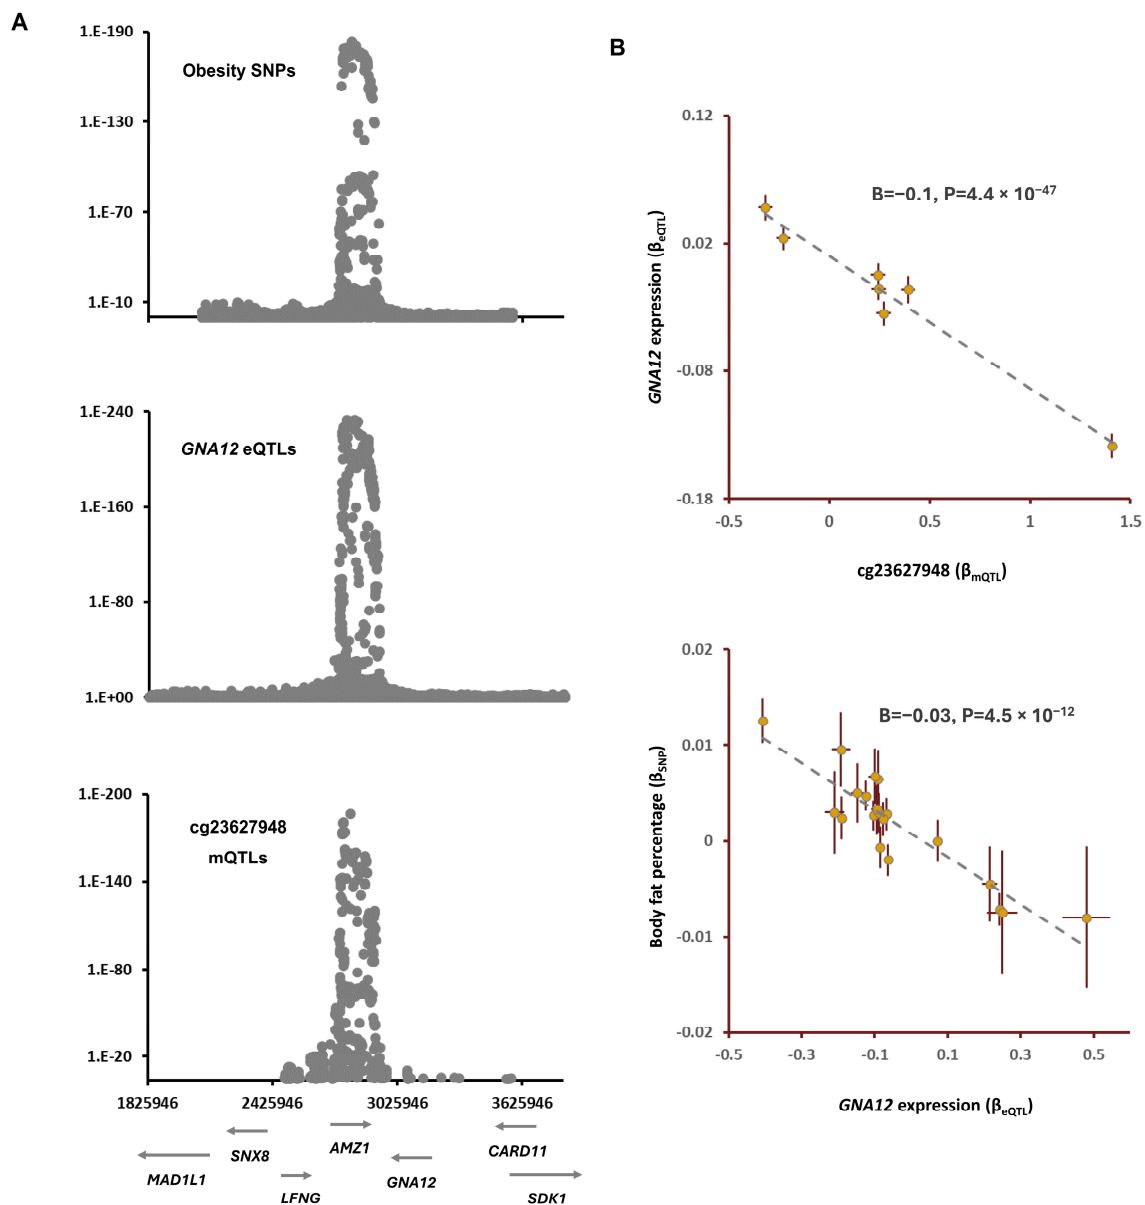 A
1.E-190
Obesity SNPs
1.E-130
1.E-70
1.E-10
1.E-240
GNA12 eQTLs
1.E-160
1.E-80
1.E+00
1.E-200
cg23627948
mQTLs
1.E-140
1.E-80
1.E-20
1825946 2425946 3025946 3625946
AMZ1
SNX8
CARD11
MAD1L1
GNA12
LFNG
SDK1
B
0.12
B=−0.1, P=4.4 × 10−47
0.02
GNA12 expression (βeQTL)
-0.08
-0.18
-0.5 0 0.5 1 1.5
cg23627948 (βmQTL)
0.02
B=−0.03, P=4.5 × 10−12
0.01
Body fat percentage (βSNP)
0
-0.01
-0.02
-0.5 -0.3 -0.1 0.1 0.3 0.5
GNA12 expression (βeQTL)